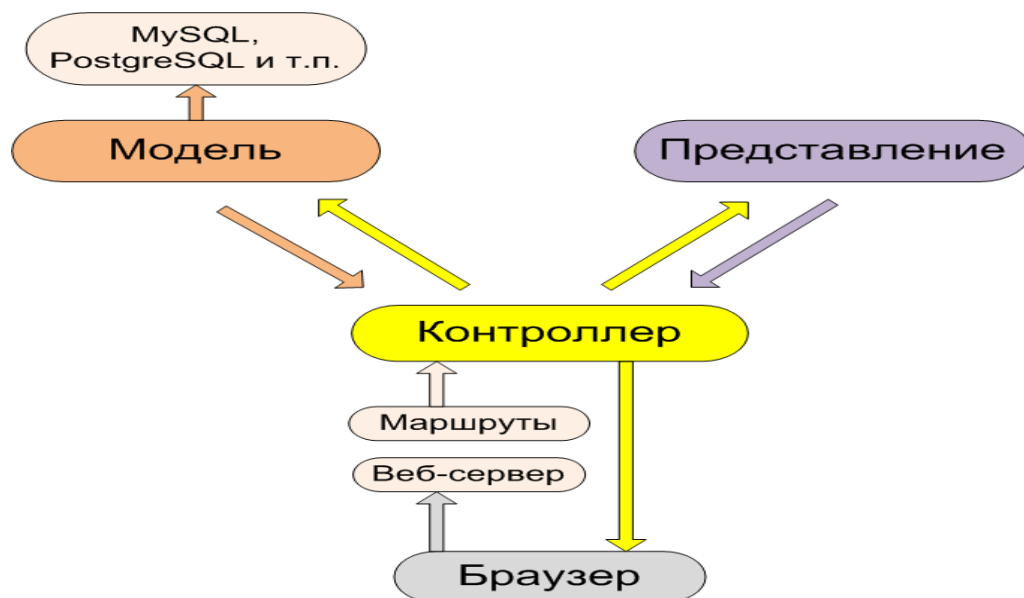 MySQL,
PostgreSQL и т.п.
Модель
Представление
Контроллер
Маршруты
Веб-сервер
Браузер